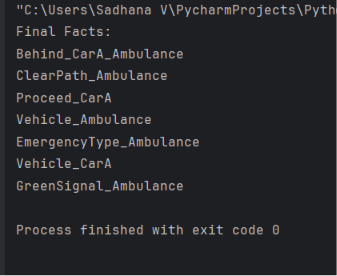 "C:\Users\Sadhana V\PycharmProjects\Pyth
Final Facts:
Behind_CarA_Ambulance
ClearPath_Ambulance
Proceed_CarA
Vehicle_Ambulance
EmergencyType_Ambulance
Vehicle_CarA
GreenSignal_Ambulance
Process finished with exit code 0